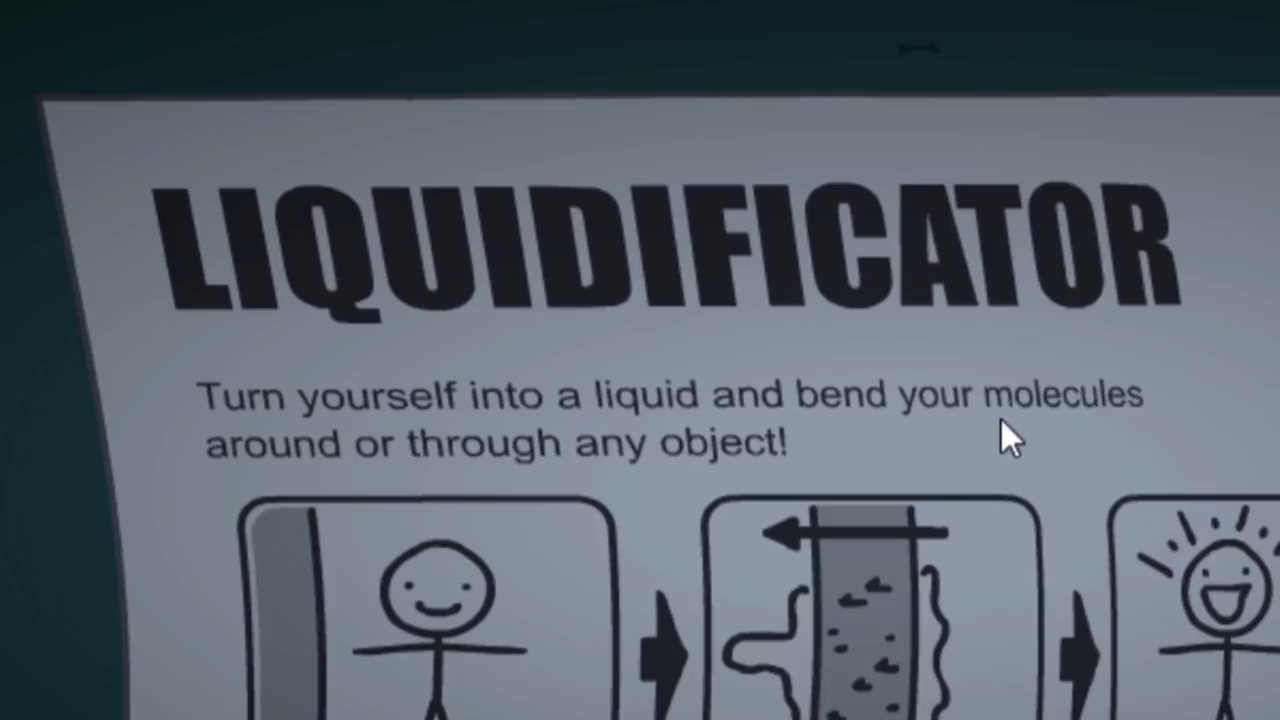 LIQUIDIFICATOR
Turn yourself into a liquid and bend your molecules
around or through any object!